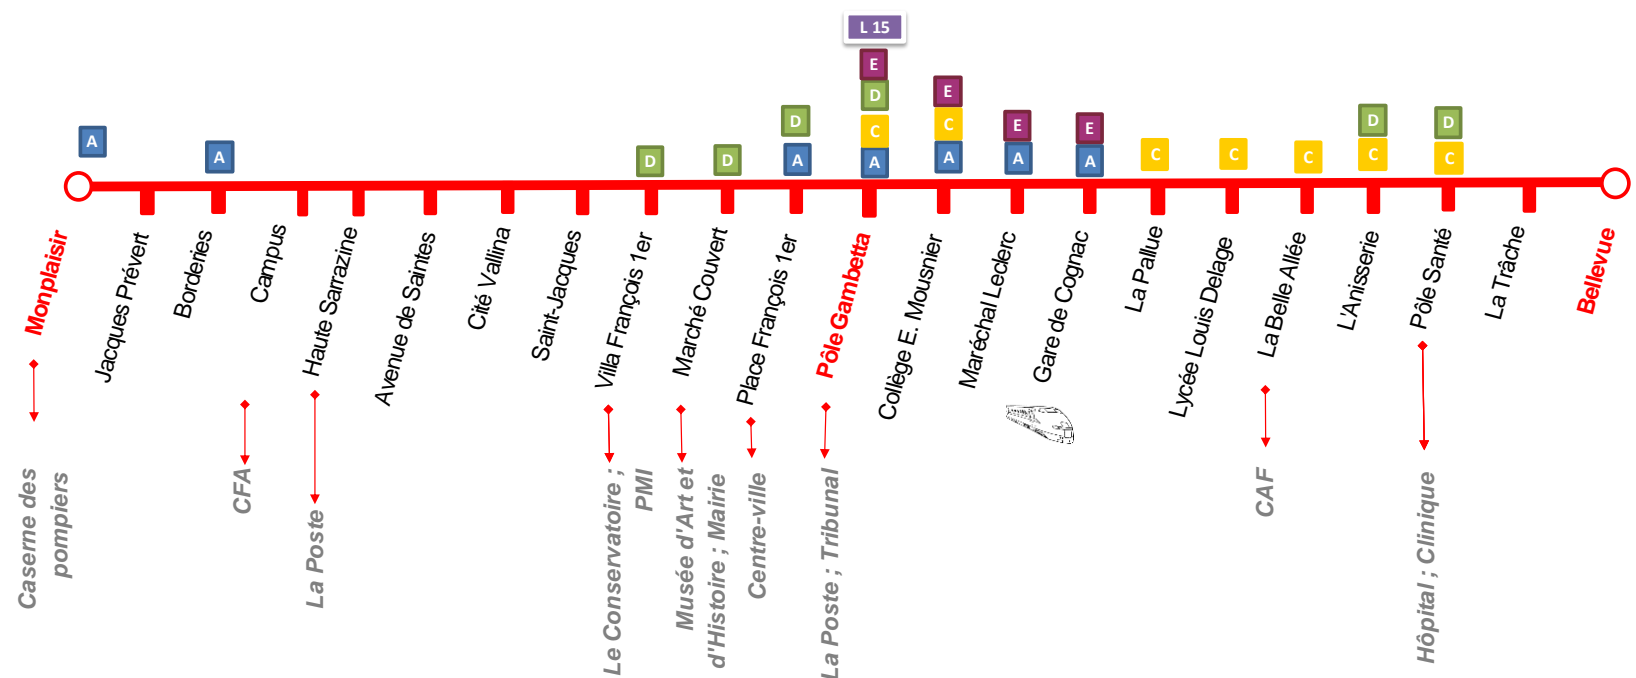 L 15
E
D
C
A
E
C
A
D
A
E
A
E
A
A
A
D
D
C
C
C
D
C
D
C
Monplaisir
Jacques Prévert
Borderies
Campus
Haute Sarrazine
Avenue de Saintes
Cité Vallina
Saint-Jacques
Villa François 1er
Marché Couvert
Place François 1er
Pôle Gambetta
Collège E. Mousnier
Maréchal Leclerc
Gare de Cognac
La Pallue
Lycée Louis Delage
La Belle Allée
L'Anisserie
Pôle Santé
La Trâche
Bellevue
Caserne des
pompiers
CFA
La Poste
Le Conservatoire ;
PMI
Musée d'Art et
d'Histoire ; Mairie
Centre-ville
La Poste ; Tribunal
CAF
Hôpital ; Clinique